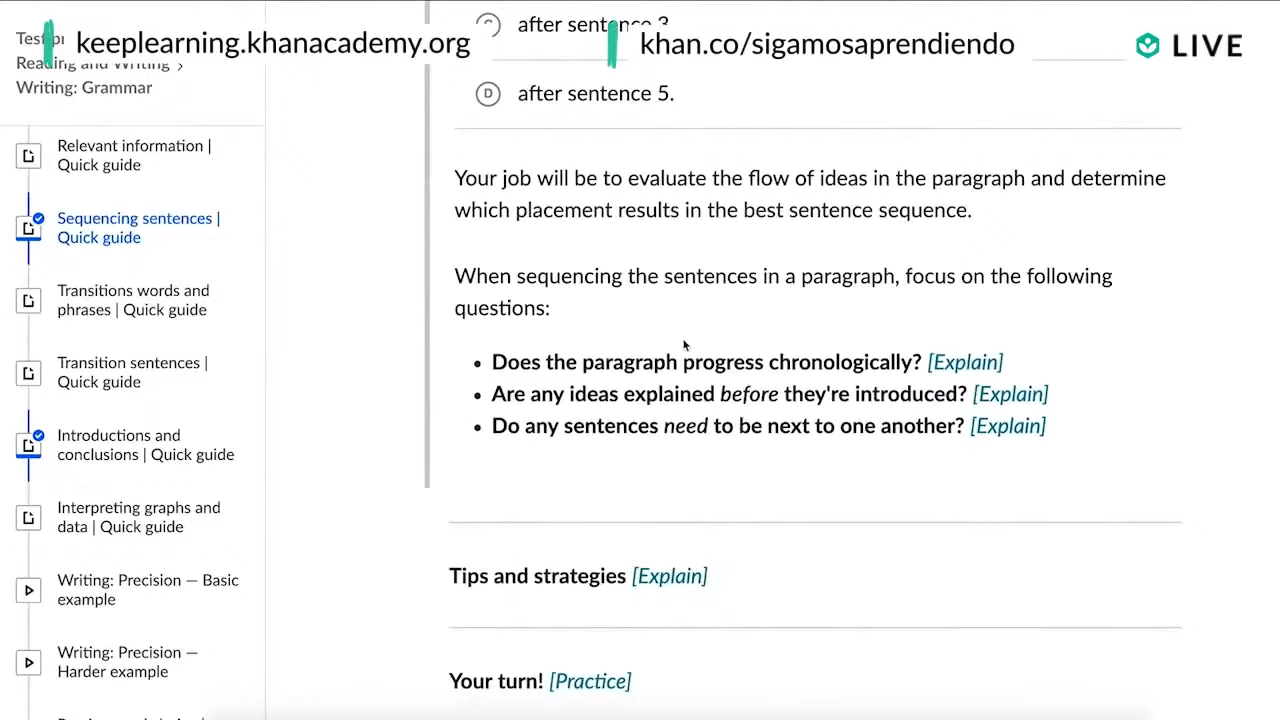 keeplearning.khanacademy.org
khan.co/sigamosaprendiendo
LIVE
Reading and Writing
Writing: Grammar
Relevant information |
Quick guide
Sequencing sentences |
Quick guide
Transitions words and
phrases | Quick guide
Transition sentences |
Quick guide
Introductions and
conclusions | Quick guide
Interpreting graphs and
data | Quick guide
Writing: Precision — Basic
example
Writing: Precision —
Harder example
C after sentence 3
D after sentence 5.
Your job will be to evaluate the flow of ideas in the paragraph and determine
which placement results in the best sentence sequence.
When sequencing the sentences in a paragraph, focus on the following
questions:
• Does the paragraph progress chronologically? [Explain]
• Are any ideas explained before they're introduced? [Explain]
• Do any sentences need to be next to one another? [Explain]
Tips and strategies [Explain]
Your turn! [Practice]